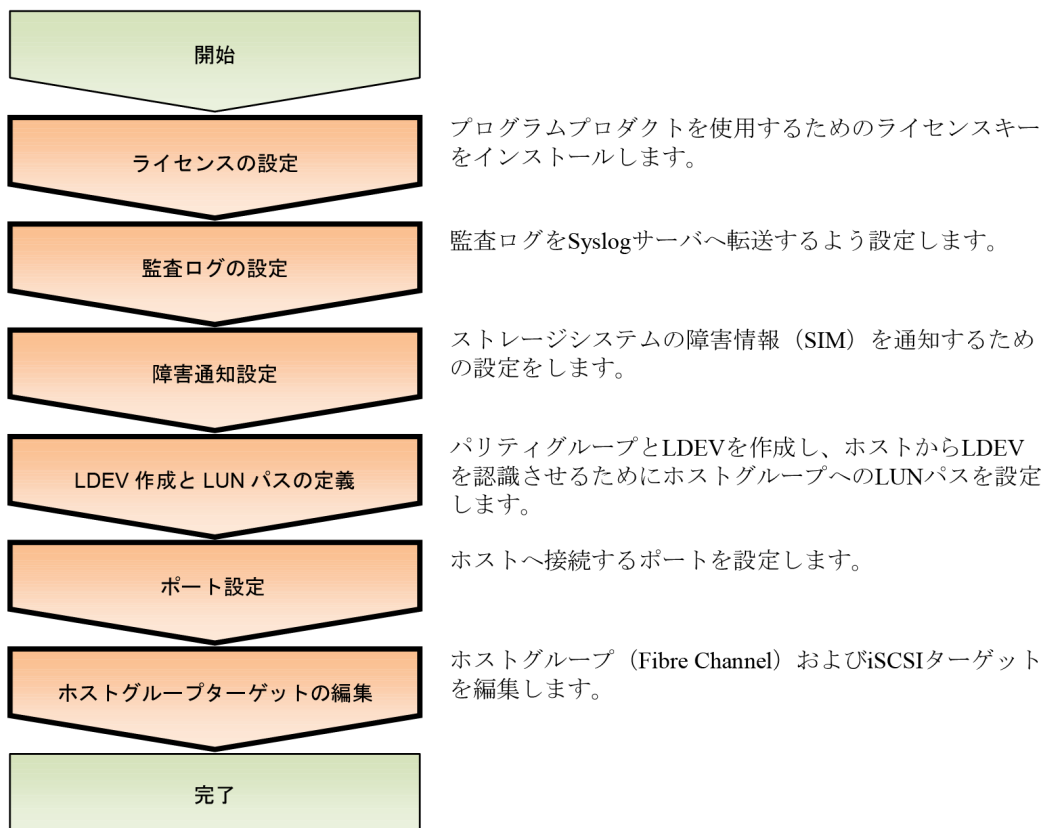 開始
ライセンスの設定
プログラムプロダクトを使用するためのライセンスキー
をインストールします。
監査ログの設定
監査ログをSyslogサーバへ転送するよう設定します。
障害通知設定
ストレージシステムの障害情報（SIM）を通知するため
の設定をします。
LDEV 作成と LUN パスの定義
パリティグループとLDEVを作成し、ホストからLDEV
を認識させるためにホストグループへのLUNパスを設定
します。
ポート設定
ホストへ接続するポートを設定します。
ホストグループターゲットの編集
ホストグループ（Fibre Channel）およびiSCSIターゲット
を編集します。
完了